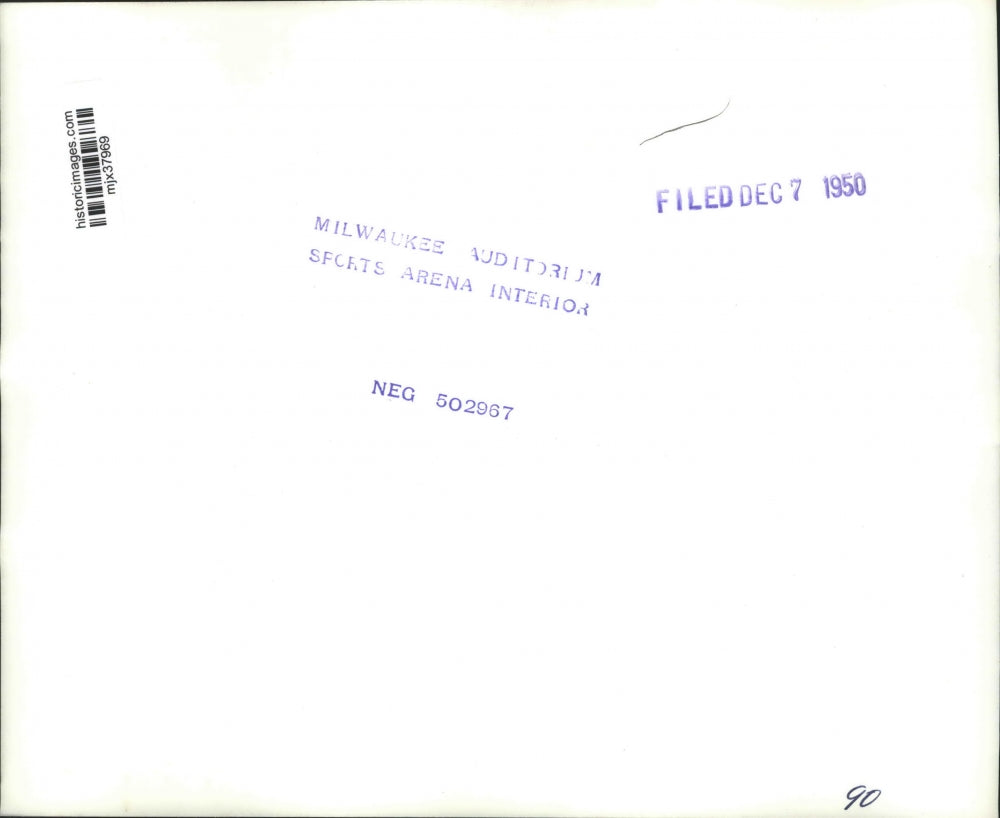 historicimages.com
mjx37969
FILED DEC 7 1950
MILWAUKEE AUDITORIUM
SPORTS ARENA INTERIOR
NEG 502967
90